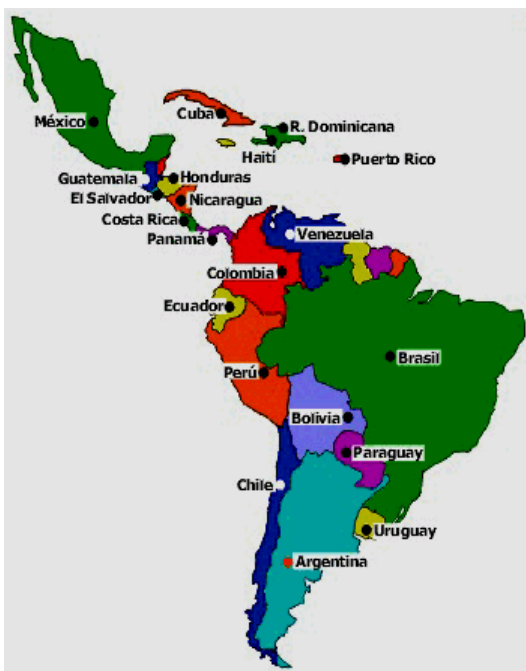 Cuba
México
R. Dominicana
Haiti
Puerto Rico
Guatemala
Honduras
El Salvador
Nicaragua
Costa Rica
Panamá
Venezuela
Colombia
Ecuador
Brasil
Perú
Bolivia
Paraguay
Chile
Uruguay
Argentina